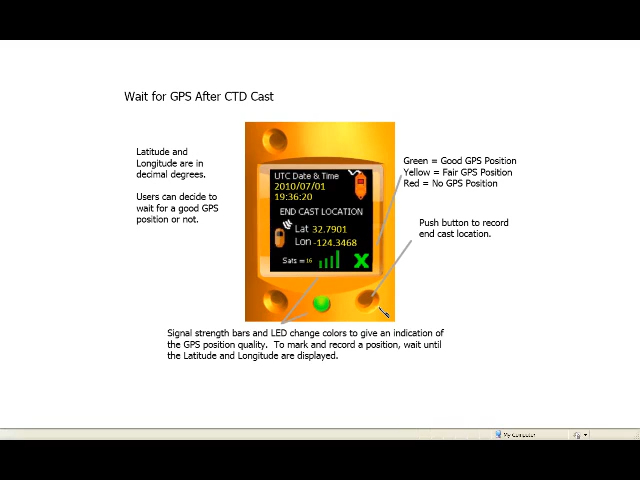 Wait for GPS After CTD Cast
Latitude and
Longitude are in
decimal degrees.
Users can decide to
wait for a good GPS
position or not.
UTC Date & Time
2010/07/01
19:36:20
END CAST LOCATION
Lat 32.7901
Lon -124.3468
Sats = 16
Green = Good GPS Position
Yellow = Fair GPS Position
Red = No GPS Position
Push button to record
end cast location.
Signal strength bars and LED change colors to give an indication of
the GPS position quality. To mark and record a position, wait until
the Latitude and Longitude are displayed.
My Computer